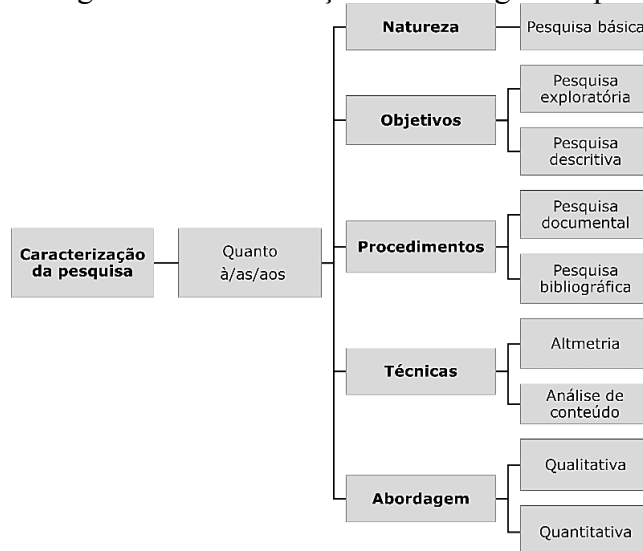 Natureza
Pesquisa básica
Objetivos
Pesquisa
exploratória
Pesquisa
descritiva
Caracterização
da pesquisa
Quanto
à/as/aos
Procedimentos
Pesquisa
documental
Pesquisa
bibliográfica
Técnicas
Altmetria
Análise de
conteúdo
Abordagem
Qualitativa
Quantitativa